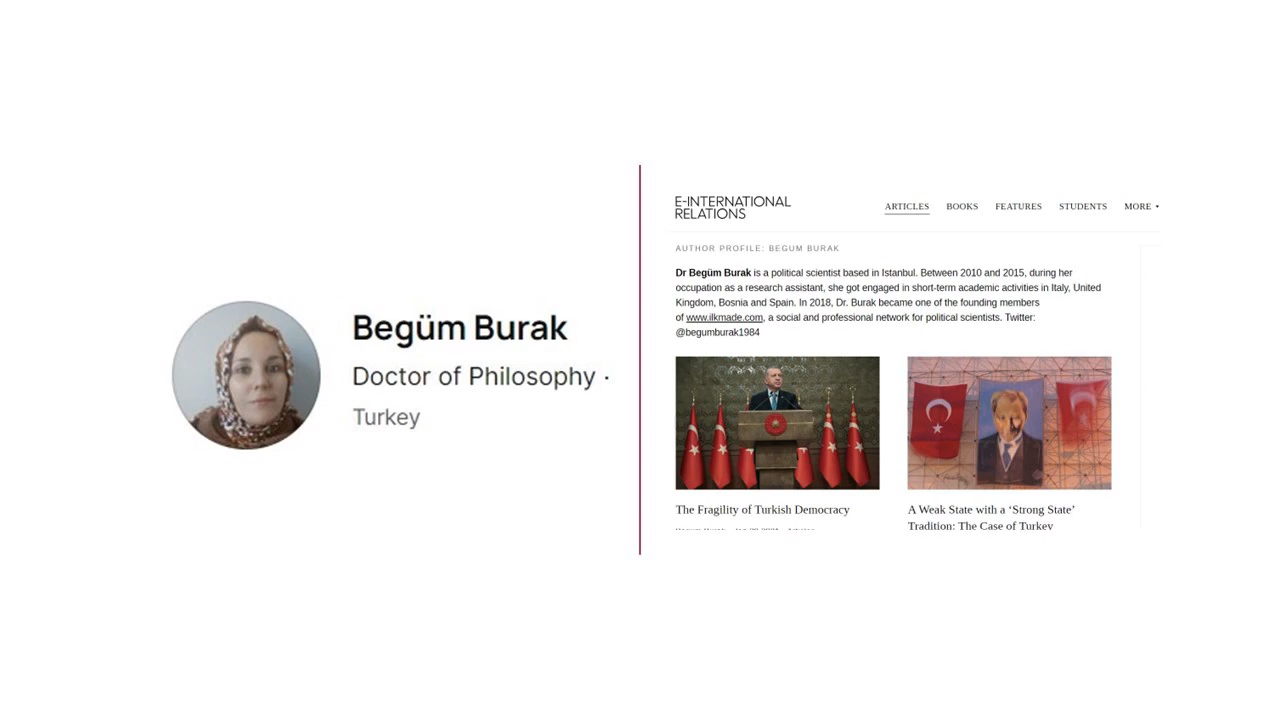 Begüm Burak
Doctor of Philosophy ·
Turkey
E-INTERNATIONAL
RELATIONS
ARTICLES BOOKS FEATURES STUDENTS MORE
AUTHOR PROFILE: BEGUM BURAK
Dr Begüm Burak is a political scientist based in Istanbul. Between 2010 and 2015, during her
occupation as a research assistant, she got engaged in short-term academic activities in Italy, United
Kingdom, Bosnia and Spain. In 2018, Dr. Burak became one of the founding members
of www.ilkmade.com, a social and professional network for political scientists. Twitter:
@begumburak1984
The Fragility of Turkish Democracy
A Weak State with a ‘Strong State’
Tradition: The Case of Turkey